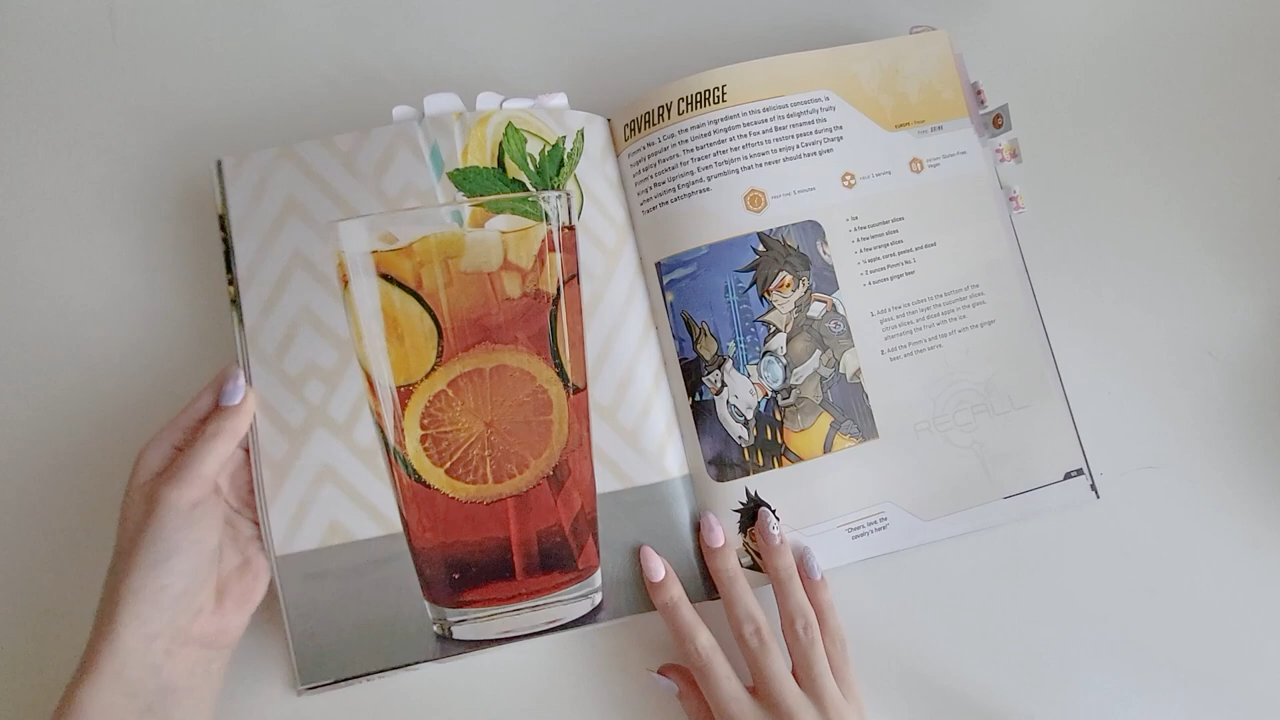 CAVALRY CHARGE
Pimm's No. 1 Cup, the main ingredient in this delicious concoction, is
hugely popular in the United Kingdom because of its delightfully fruity
and spicy flavors. The bartender at the Fox and Bear renamed this
Pimm's cocktail for Tracer after her efforts to restore peace during the
King's Row Uprising. Even Torbjörn is known to enjoy a Cavalry Charge
when visiting England, grumbling that he never should have given
Tracer the catchphrase.
EUROPE
PREP TIME: 5 minutes
YIELD: 1 serving
DIETARY: Gluten-Free,
Vegan
» Ice
» A few cucumber slices
» A few lemon slices
» A few orange slices
» ¼ apple, cored, peeled, and diced
» 2 ounces Pimm's No. 1
» 4 ounces ginger beer
1. Add a few ice cubes to the bottom of the
glass, and then layer the cucumber slices,
citrus slices, and diced apple in the glass,
alternating the fruit with the ice.
2. Add the Pimm's and top off with the ginger
beer, and then serve.
RECALL
"Cheers, love, the
cavalry's here!"